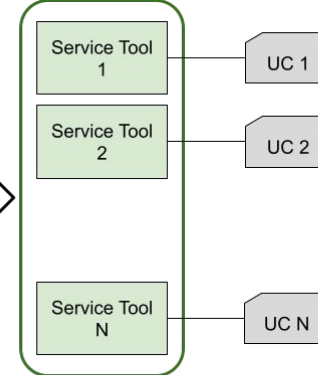 Service Tool
1
UC 1
Service Tool
2
UC 2
Service Tool
N
UC N